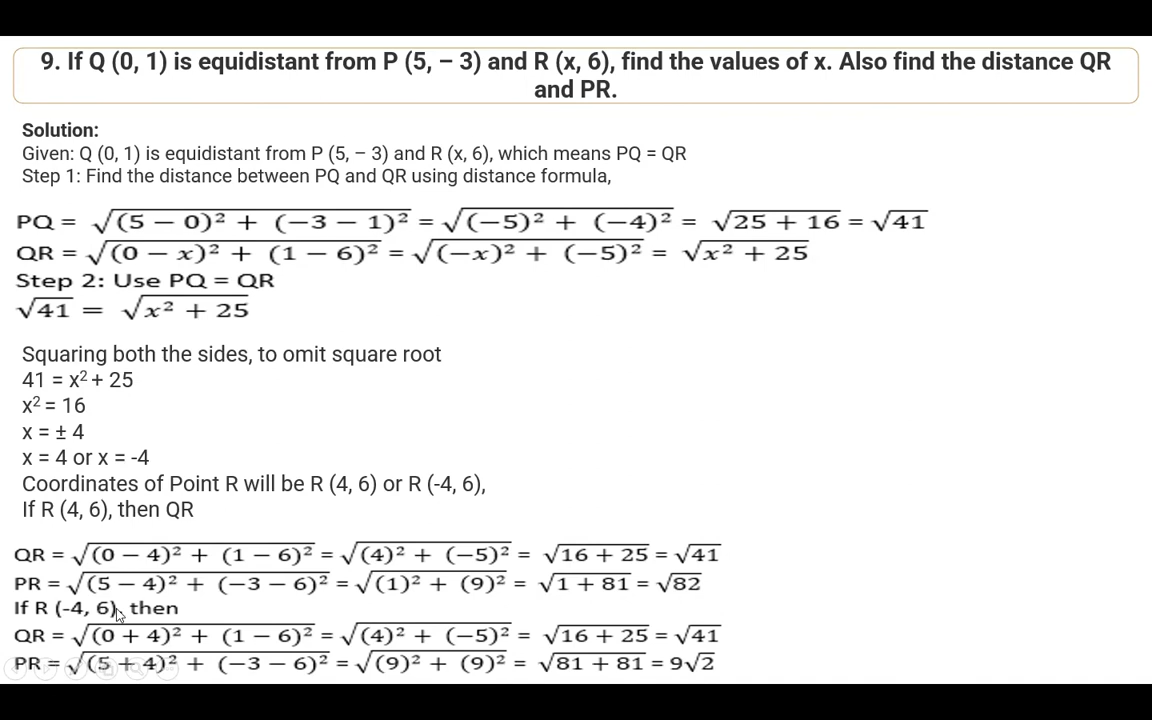 9. If Q (0, 1) is equidistant from P (5, – 3) and R (x, 6), find the values of x. Also find the distance QR
and PR.
Solution:
Given: Q (0, 1) is equidistant from P (5, – 3) and R (x, 6), which means PQ = QR
Step 1: Find the distance between PQ and QR using distance formula,
PQ = √(5 − 0)² + (−3 − 1)² = √(−5)² + (−4)² = √25 + 16 = √41
QR = √(0 − x)² + (1 − 6)² = √(−x)² + (−5)² = √x² + 25
Step 2: Use PQ = QR
√41 = √x² + 25
Squaring both the sides, to omit square root
41 = x² + 25
x² = 16
x = ± 4
x = 4 or x = -4
Coordinates of Point R will be R (4, 6) or R (-4, 6),
If R (4, 6), then QR
QR = √(0 − 4)² + (1 − 6)² = √(4)² + (−5)² = √16 + 25 = √41
PR = √(5 − 4)² + (−3 − 6)² = √(1)² + (9)² = √1 + 81 = √82
If R (-4, 6), then
QR = √(0 + 4)² + (1 − 6)² = √(4)² + (−5)² = √16 + 25 = √41
PR = √(5 + 4)² + (−3 − 6)² = √(9)² + (9)² = √81 + 81 = 9√2